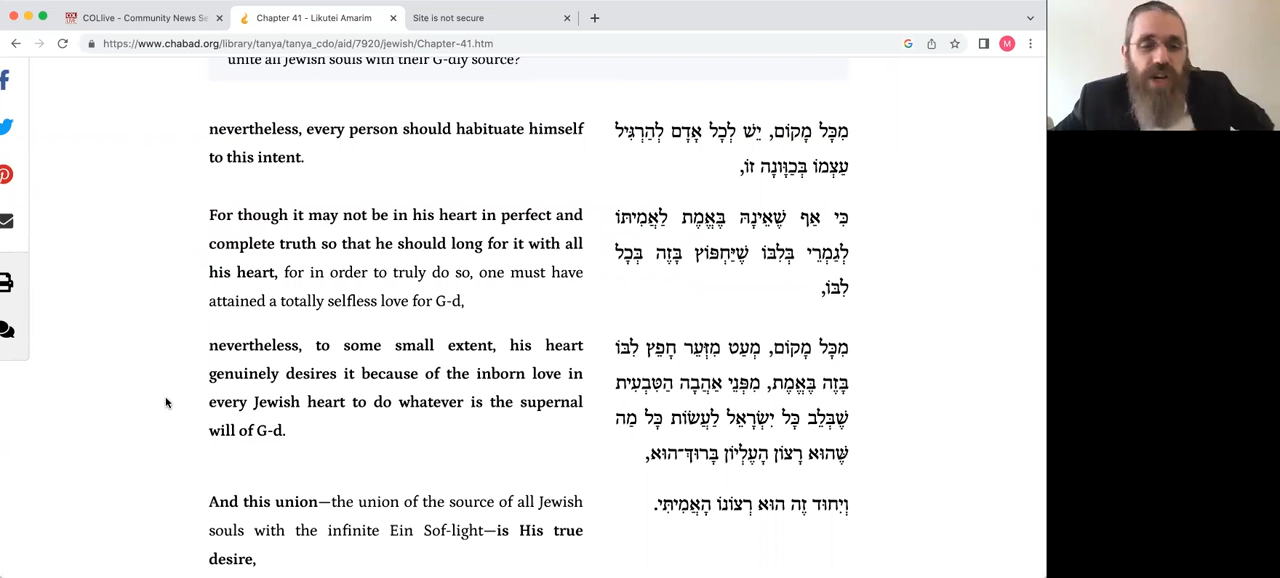 COLlive - Community News Se
Chapter 41 - Likutei Amarim
Site is not secure
https://www.chabad.org/library/tanya/tanya_cdo/aid/7920/jewish/Chapter-41.htm
M
unite all Jewish souls with their G-dly source?
nevertheless, every person should habituate himself
to this intent.
מִכָּל מָקוֹם, יֵשׁ לְכָל אָדָם לְהַרְגִּיל
עַצְמוֹ בְּכַוָּונָה זוֹ,
For though it may not be in his heart in perfect and
complete truth so that he should long for it with all
his heart, for in order to truly do so, one must have
attained a totally selfless love for G-d,
כִּי אַף שֶׁאֵינָהּ בֶּאֱמֶת לַאֲמִיתּוֹ
לְגַמְרֵי בְּלִבּוֹ שֶׁיַּחְפּוֹץ בָּזֶה בְּכָל
לִבּוֹ,
nevertheless, to some small extent, his heart
genuinely desires it because of the inborn love in
every Jewish heart to do whatever is the supernal
will of G-d.
מִכָּל מָקוֹם, מְעַט מִזְּעֵר חָפֵץ לִבּוֹ
בָּזֶה בֶּאֱמֶת, מִפְּנֵי אַהֲבָה הַטִּבְעִית
שֶׁבְּלֵב כָּל יִשְׂרָאֵל לַעֲשׂוֹת כָּל מַה
שֶּׁהוּא רָצוֹן הָעֶלְיוֹן בָּרוּךְ־הוּא,
And this union—the union of the source of all Jewish
souls with the infinite Ein Sof-light—is His true
desire,
וְיִחוּד זֶה הוּא רְצוֹנוֹ הָאֲמִיתִּי.